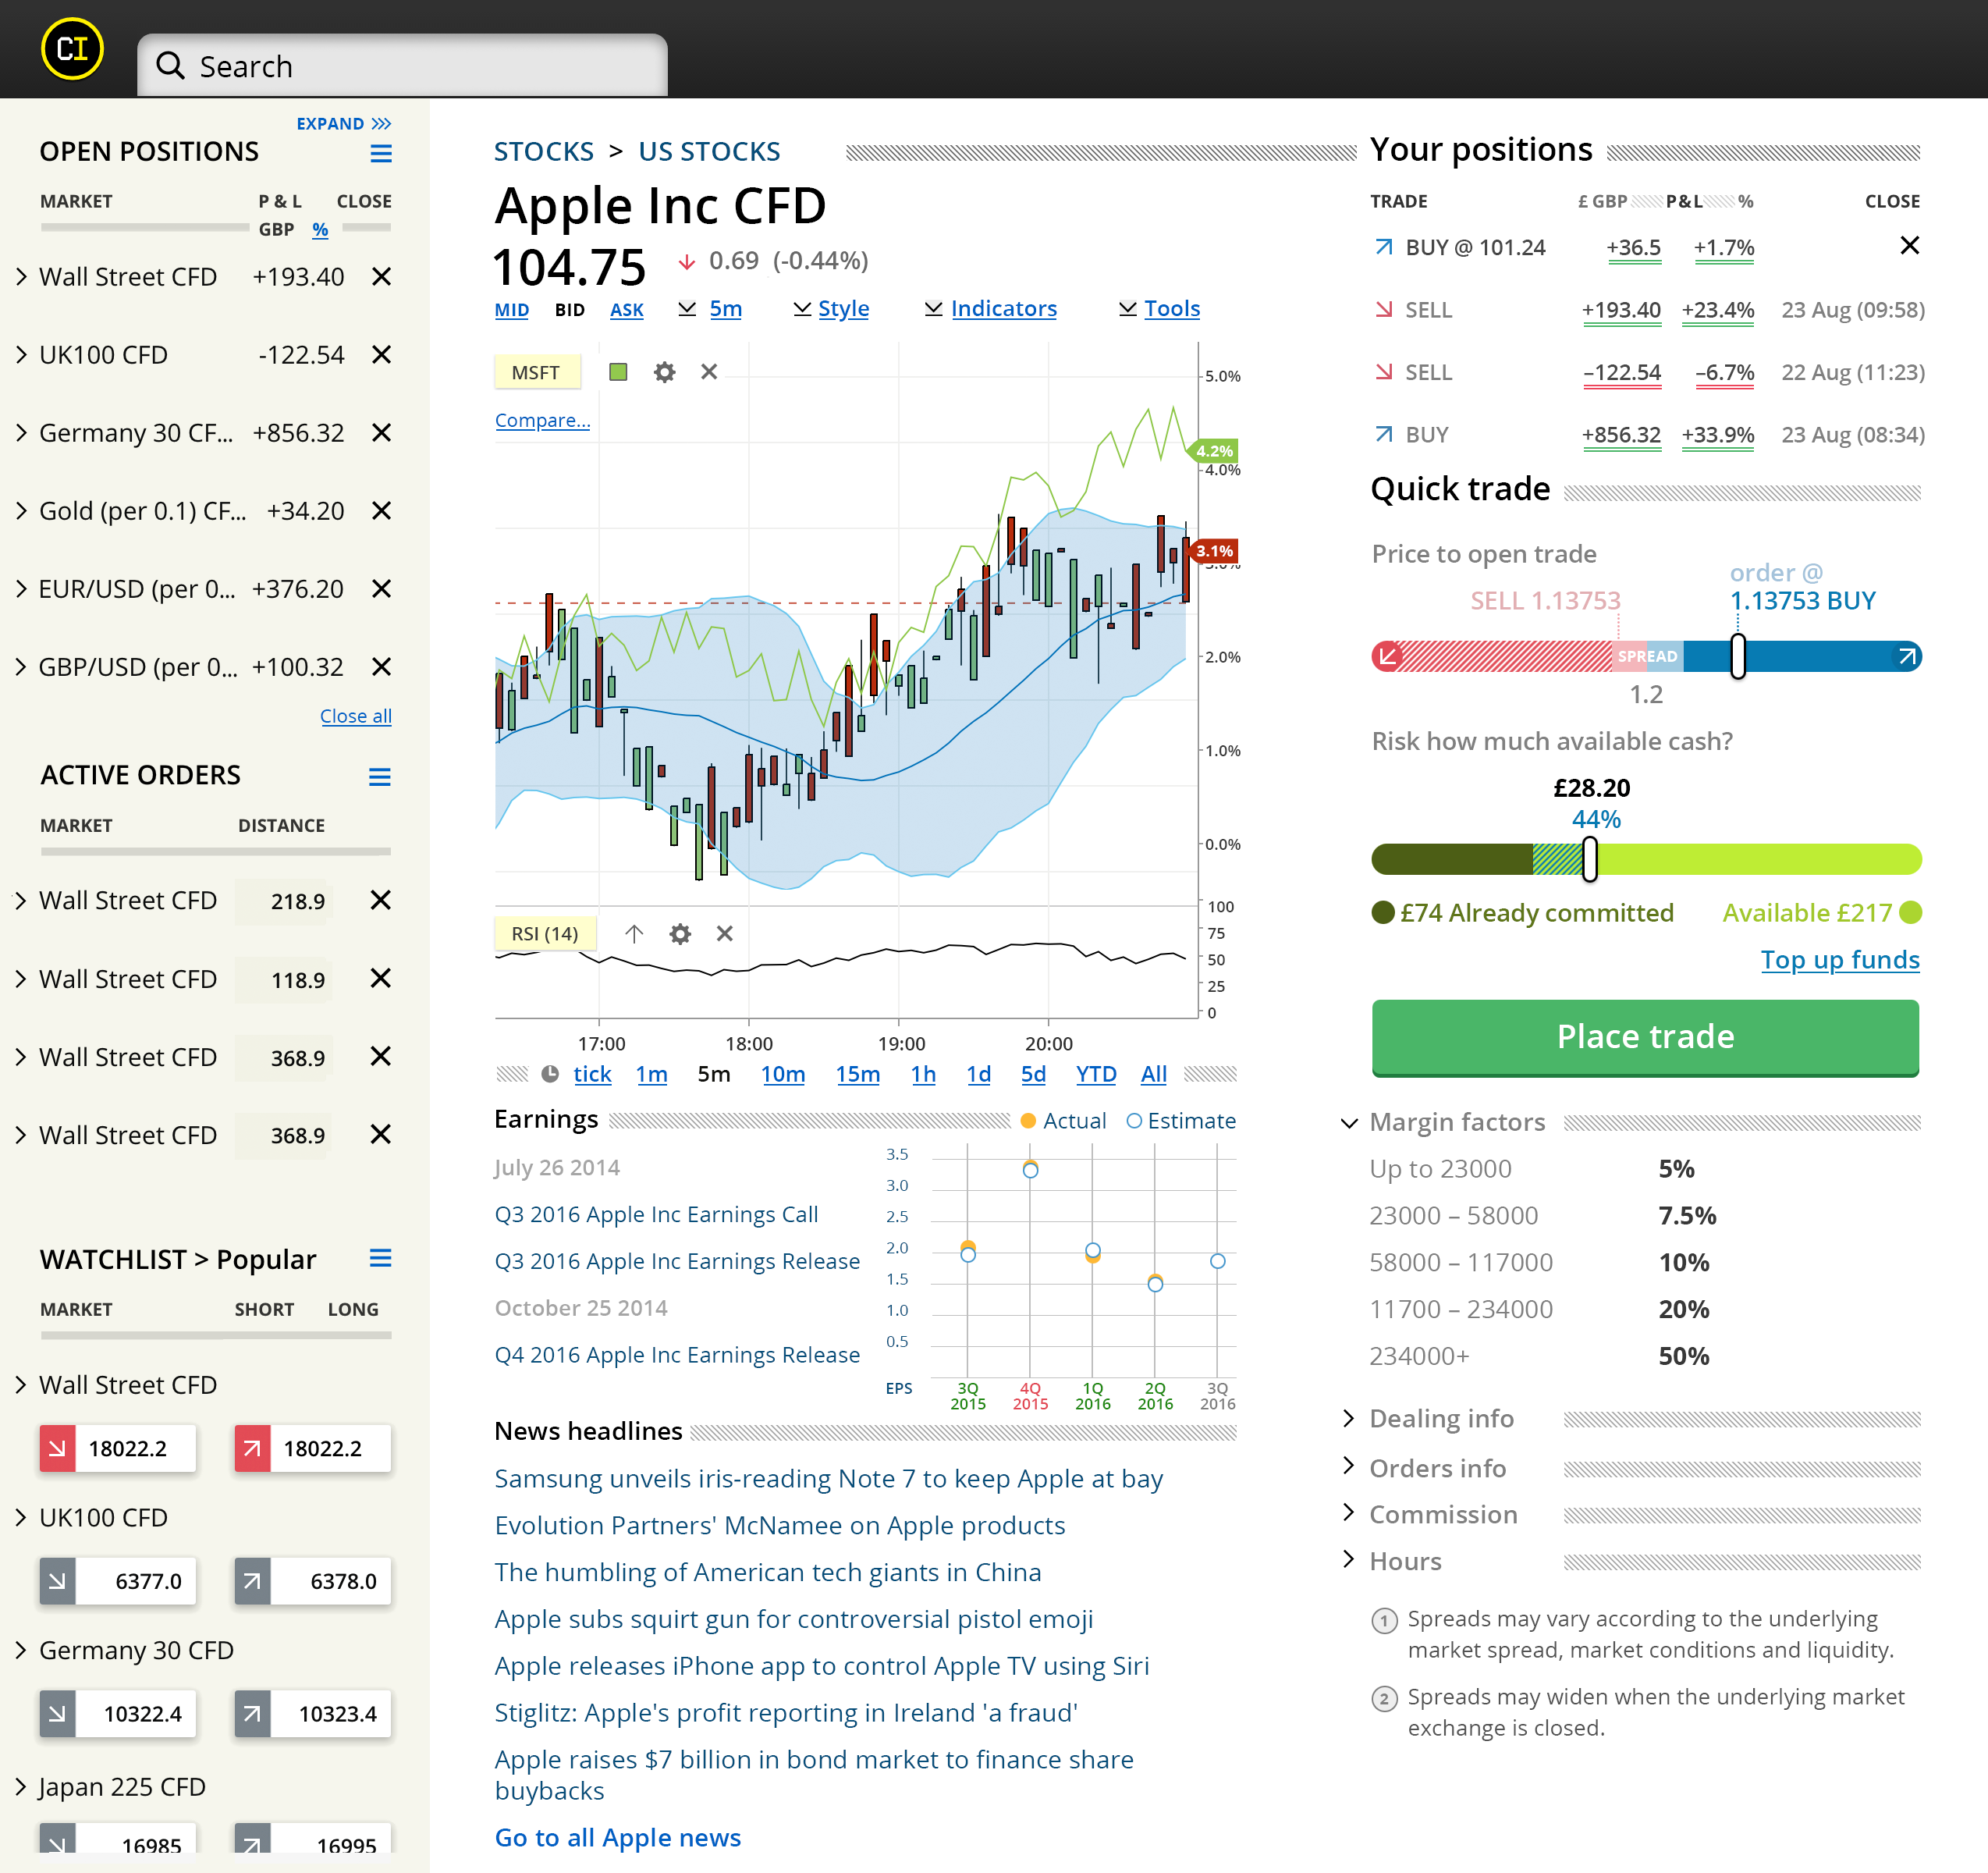 CI
Search
EXPAND
OPEN POSITIONS
MARKET P & L CLOSE
GBP %
Wall Street CFD +193.40
UK100 CFD -122.54
Germany 30 CF... +856.32
Gold (per 0.1) CF... +34.20
EUR/USD (per 0... +376.20
GBP/USD (per 0... +100.32
Close all
ACTIVE ORDERS
MARKET DISTANCE
Wall Street CFD 218.9
Wall Street CFD 118.9
Wall Street CFD 368.9
Wall Street CFD 368.9
WATCHLIST > Popular
MARKET SHORT LONG
Wall Street CFD
18022.2 18022.2
UK100 CFD
6377.0 6378.0
Germany 30 CFD
10322.4 10323.4
Japan 225 CFD
16985 16995
STOCKS > US STOCKS
Apple Inc CFD
104.75 0.69 (-0.44%)
MID BID ASK 5m Style Indicators Tools
MSFT
Compare...
5.0%
4.2%
4.0%
3.1%
3.0%
2.0%
1.0%
0.0%
RSI (14)
100
75
50
25
0
17:00 18:00 19:00 20:00
tick 1m 5m 10m 15m 1h 1d 5d YTD All
Earnings Actual Estimate
July 26 2014
Q3 2016 Apple Inc Earnings Call
Q3 2016 Apple Inc Earnings Release
October 25 2014
Q4 2016 Apple Inc Earnings Release
3.5
3.0
2.5
2.0
1.5
1.0
0.5
EPS 3Q 4Q 1Q 2Q 3Q
2015 2015 2016 2016 2016
News headlines
Samsung unveils iris-reading Note 7 to keep Apple at bay
Evolution Partners' McNamee on Apple products
The humbling of American tech giants in China
Apple subs squirt gun for controversial pistol emoji
Apple releases iPhone app to control Apple TV using Siri
Stiglitz: Apple's profit reporting in Ireland 'a fraud'
Apple raises $7 billion in bond market to finance share
buybacks
Go to all Apple news
Your positions
TRADE £ GBP P&L % CLOSE
BUY @ 101.24 +36.5 +1.7%
SELL +193.40 +23.4% 23 Aug (09:58)
SELL –122.54 –6.7% 22 Aug (11:23)
BUY +856.32 +33.9% 23 Aug (08:34)
Quick trade
Price to open trade
order @
SELL 1.13753 1.13753 BUY
SPREAD
1.2
Risk how much available cash?
£28.20
44%
£74 Already committed Available £217
Top up funds
Place trade
Margin factors
Up to 23000 5%
23000 – 58000 7.5%
58000 – 117000 10%
11700 – 234000 20%
234000+ 50%
Dealing info
Orders info
Commission
Hours
1 Spreads may vary according to the underlying
market spread, market conditions and liquidity.
2 Spreads may widen when the underlying market
exchange is closed.